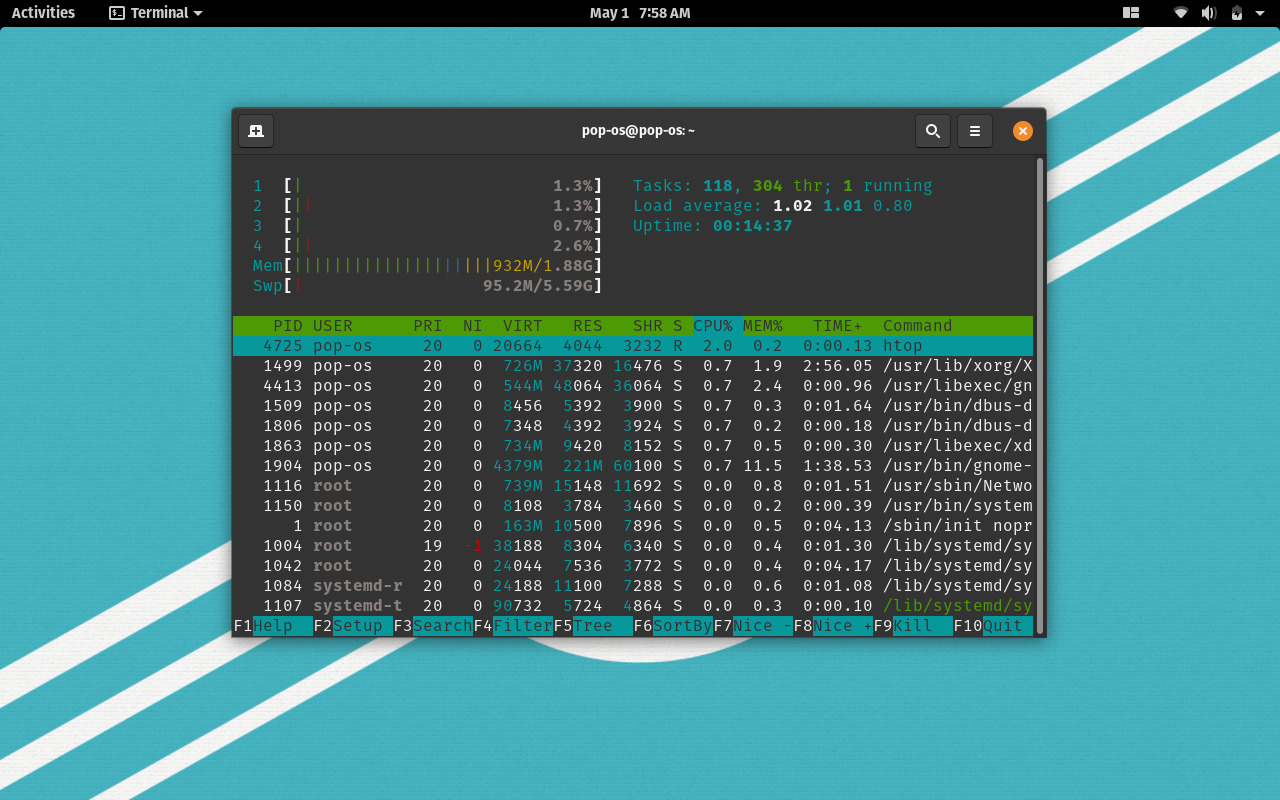 Activities Terminal May 1 7:58 AM
pop-os@pop-os: ~
1 [| 1.3%] Tasks: 118, 304 thr; 1 running
2 [|| 1.3%] Load average: 1.02 1.01 0.80
3 [| 0.7%] Uptime: 00:14:37
4 [|| 2.6%]
Mem[||||||||||||||||||||932M/1.88G]
Swp[| 95.2M/5.59G]
PID USER PRI NI VIRT RES SHR S CPU% MEM% TIME+ Command
4725 pop-os 20 0 20664 4044 3232 R 2.0 0.2 0:00.13 htop
1499 pop-os 20 0 726M 37320 16476 S 0.7 1.9 2:56.05 /usr/lib/xorg/X
4413 pop-os 20 0 544M 48064 36064 S 0.7 2.4 0:00.96 /usr/libexec/gn
1509 pop-os 20 0 8456 5392 3900 S 0.7 0.3 0:01.64 /usr/bin/dbus-d
1806 pop-os 20 0 7348 4392 3924 S 0.7 0.2 0:00.18 /usr/bin/dbus-d
1863 pop-os 20 0 734M 9420 8152 S 0.7 0.5 0:00.30 /usr/libexec/xd
1904 pop-os 20 0 4379M 221M 60100 S 0.7 11.5 1:38.53 /usr/bin/gnome-
1116 root 20 0 739M 15148 11692 S 0.0 0.8 0:01.51 /usr/sbin/Netwo
1150 root 20 0 8108 3784 3460 S 0.0 0.2 0:00.39 /usr/bin/system
1 root 20 0 163M 10500 7896 S 0.0 0.5 0:04.13 /sbin/init nopr
1004 root 19 -1 38188 8304 6340 S 0.0 0.4 0:01.30 /lib/systemd/sy
1042 root 20 0 24044 7536 3772 S 0.0 0.4 0:04.17 /lib/systemd/sy
1084 systemd-r 20 0 24188 11100 7288 S 0.0 0.6 0:01.08 /lib/systemd/sy
1107 systemd-t 20 0 90732 5724 4864 S 0.0 0.3 0:00.10 /lib/systemd/sy
F1Help F2Setup F3SearchF4FilterF5Tree F6SortByF7Nice -F8Nice +F9Kill F10Quit